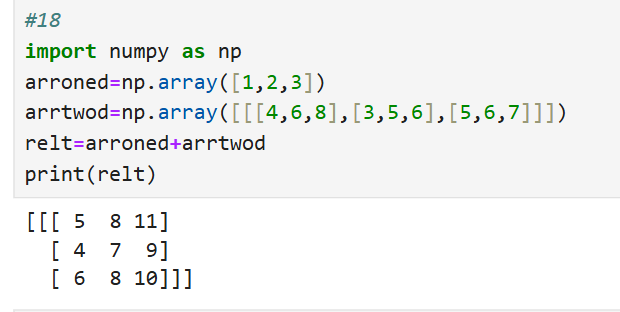 #18
import numpy as np
arroned=np.array([1,2,3])
arrtwod=np.array([[[4,6,8],[3,5,6],[5,6,7]]])
relt=arroned+arrtwod
print(relt)
[[[ 5  8 11]
  [ 4  7  9]
  [ 6  8 10]]]